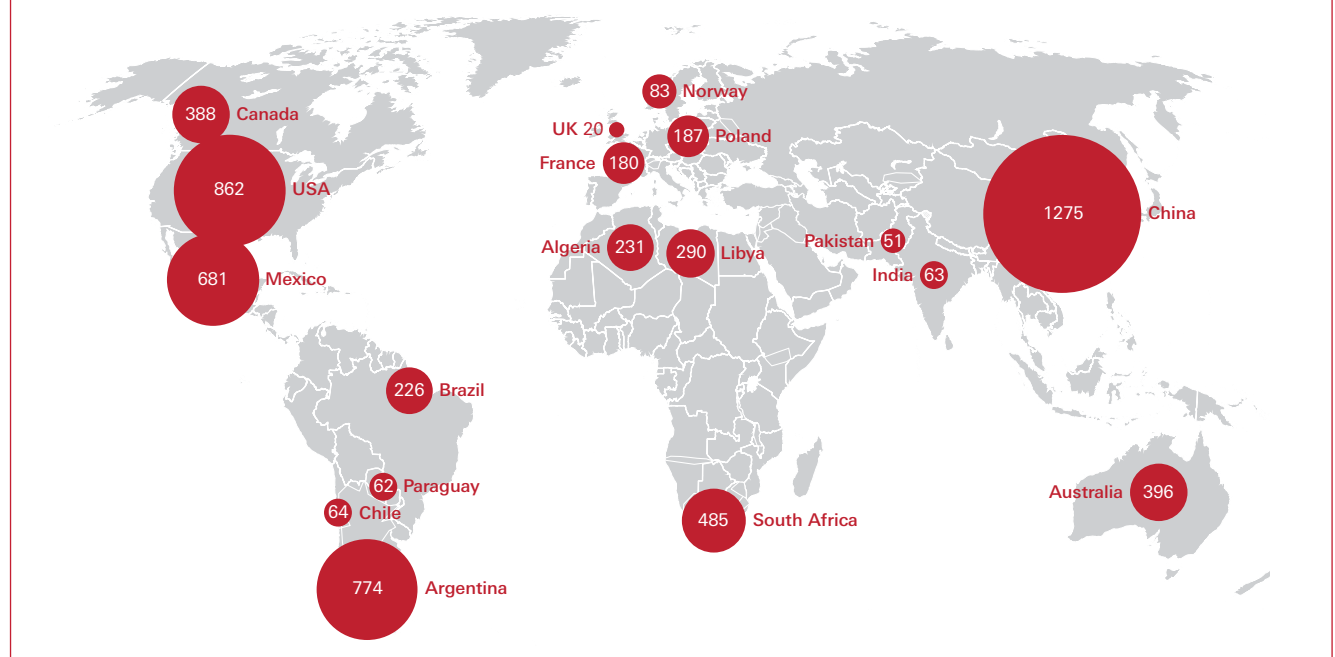 83 Norway
388 Canada
UK 20
187 Poland
France 180
862 USA
1275 China
Algeria 231
290 Libya
Pakistan 51
681 Mexico
India 63
226 Brazil
62 Paraguay
64 Chile
Australia 396
485 South Africa
774 Argentina